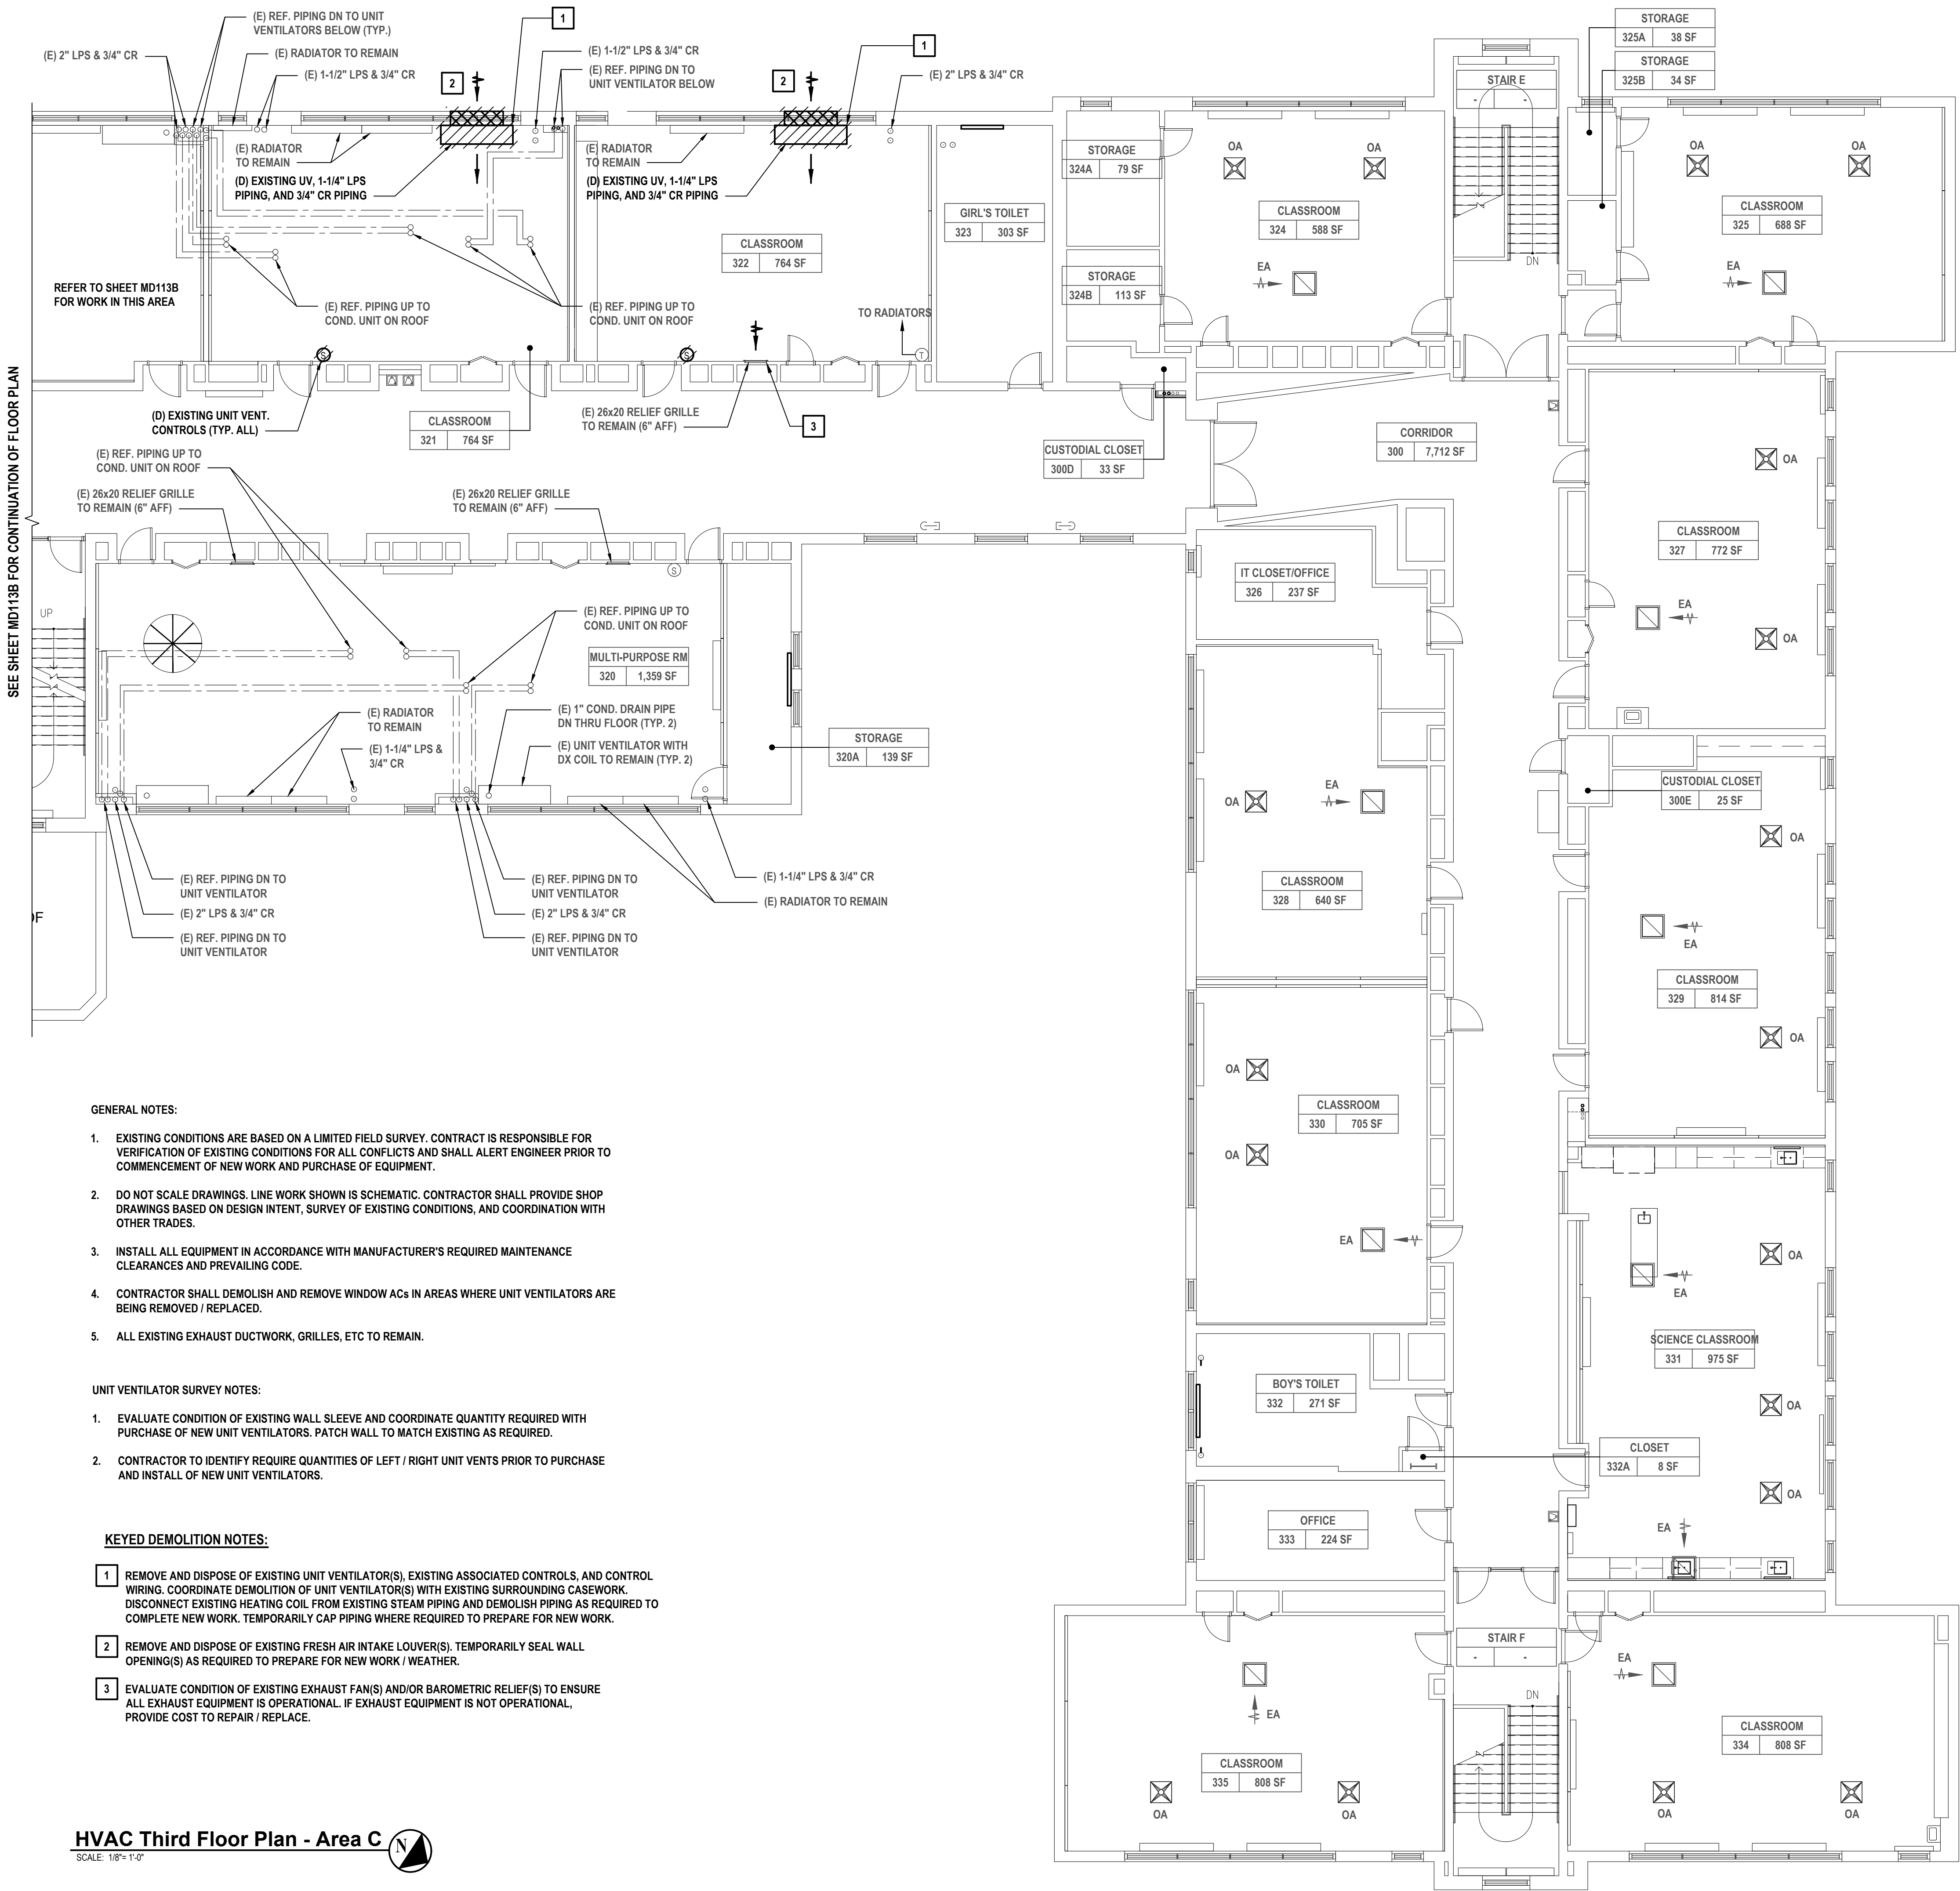 (E) REF. PIPING DN TO UNIT
VENTILATORS BELOW (TYP.)
(E) 2" LPS & 3/4" CR
(E) RADIATOR TO REMAIN
(E) 1-1/2" LPS & 3/4" CR
1
2
(E) 1-1/2" LPS & 3/4" CR
(E) REF. PIPING DN TO
UNIT VENTILATOR BELOW
1
2
(E) 2" LPS & 3/4" CR
(E) RADIATOR
TO REMAIN
(D) EXISTING UV, 1-1/4" LPS
PIPING, AND 3/4" CR PIPING
(E) RADIATOR
TO REMAIN
(D) EXISTING UV, 1-1/4" LPS
PIPING, AND 3/4" CR PIPING
REFER TO SHEET MD113B
FOR WORK IN THIS AREA
(E) REF. PIPING UP TO
COND. UNIT ON ROOF
(E) REF. PIPING UP TO
COND. UNIT ON ROOF
CLASSROOM
322 764 SF
TO RADIATORS
S
S
T
GIRL'S TOILET
323 303 SF
STORAGE
324A 79 SF
STORAGE
324B 113 SF
OA
OA
CLASSROOM
324 588 SF
EA
STAIR E
- -
DN
STORAGE
325A 38 SF
STORAGE
325B 34 SF
OA
OA
CLASSROOM
325 688 SF
EA
SEE SHEET MD113B FOR CONTINUATION OF FLOOR PLAN
(D) EXISTING UNIT VENT.
CONTROLS (TYP. ALL)
CLASSROOM
321 764 SF
(E) 26x20 RELIEF GRILLE
TO REMAIN (6" AFF)
3
CUSTODIAL CLOSET
300D 33 SF
CORRIDOR
300 7,712 SF
(E) REF. PIPING UP TO
COND. UNIT ON ROOF
(E) 26x20 RELIEF GRILLE
TO REMAIN (6" AFF)
(E) 26x20 RELIEF GRILLE
TO REMAIN (6" AFF)
S
UP
(E) REF. PIPING UP TO
COND. UNIT ON ROOF
MULTI-PURPOSE RM
320 1,359 SF
(E) RADIATOR
TO REMAIN
(E) 1-1/4" LPS &
3/4" CR
(E) 1" COND. DRAIN PIPE
DN THRU FLOOR (TYP. 2)
(E) UNIT VENTILATOR WITH
DX COIL TO REMAIN (TYP. 2)
STORAGE
320A 139 SF
(E) REF. PIPING DN TO
UNIT VENTILATOR
(E) 2" LPS & 3/4" CR
(E) REF. PIPING DN TO
UNIT VENTILATOR
(E) REF. PIPING DN TO
UNIT VENTILATOR
(E) 2" LPS & 3/4" CR
(E) REF. PIPING DN TO
UNIT VENTILATOR
(E) 1-1/4" LPS & 3/4" CR
(E) RADIATOR TO REMAIN
OF
IT CLOSET/OFFICE
326 237 SF
OA
CLASSROOM
327 772 SF
EA
OA
EA
OA
CLASSROOM
328 640 SF
CUSTODIAL CLOSET
300E 25 SF
OA
EA
CLASSROOM
329 814 SF
OA
OA
CLASSROOM
330 705 SF
OA
EA
OA
EA
SCIENCE CLASSROOM
331 975 SF
OA
OA
EA
BOY'S TOILET
332 271 SF
CLOSET
332A 8 SF
OFFICE
333 224 SF
STAIR F
- -
DN
EA
CLASSROOM
335 808 SF
OA
OA
EA
CLASSROOM
334 808 SF
OA
OA
GENERAL NOTES:
1. EXISTING CONDITIONS ARE BASED ON A LIMITED FIELD SURVEY. CONTRACT IS RESPONSIBLE FOR
VERIFICATION OF EXISTING CONDITIONS FOR ALL CONFLICTS AND SHALL ALERT ENGINEER PRIOR TO
COMMENCEMENT OF NEW WORK AND PURCHASE OF EQUIPMENT.
2. DO NOT SCALE DRAWINGS. LINE WORK SHOWN IS SCHEMATIC. CONTRACTOR SHALL PROVIDE SHOP
DRAWINGS BASED ON DESIGN INTENT, SURVEY OF EXISTING CONDITIONS, AND COORDINATION WITH
OTHER TRADES.
3. INSTALL ALL EQUIPMENT IN ACCORDANCE WITH MANUFACTURER'S REQUIRED MAINTENANCE
CLEARANCES AND PREVAILING CODE.
4. CONTRACTOR SHALL DEMOLISH AND REMOVE WINDOW ACs IN AREAS WHERE UNIT VENTILATORS ARE
BEING REMOVED / REPLACED.
5. ALL EXISTING EXHAUST DUCTWORK, GRILLES, ETC TO REMAIN.
UNIT VENTILATOR SURVEY NOTES:
1. EVALUATE CONDITION OF EXISTING WALL SLEEVE AND COORDINATE QUANTITY REQUIRED WITH
PURCHASE OF NEW UNIT VENTILATORS. PATCH WALL TO MATCH EXISTING AS REQUIRED.
2. CONTRACTOR TO IDENTIFY REQUIRE QUANTITIES OF LEFT / RIGHT UNIT VENTS PRIOR TO PURCHASE
AND INSTALL OF NEW UNIT VENTILATORS.
KEYED DEMOLITION NOTES:
1 REMOVE AND DISPOSE OF EXISTING UNIT VENTILATOR(S), EXISTING ASSOCIATED CONTROLS, AND CONTROL
WIRING. COORDINATE DEMOLITION OF UNIT VENTILATOR(S) WITH EXISTING SURROUNDING CASEWORK.
DISCONNECT EXISTING HEATING COIL FROM EXISTING STEAM PIPING AND DEMOLISH PIPING AS REQUIRED TO
COMPLETE NEW WORK. TEMPORARILY CAP PIPING WHERE REQUIRED TO PREPARE FOR NEW WORK.
2 REMOVE AND DISPOSE OF EXISTING FRESH AIR INTAKE LOUVER(S). TEMPORARILY SEAL WALL
OPENING(S) AS REQUIRED TO PREPARE FOR NEW WORK / WEATHER.
3 EVALUATE CONDITION OF EXISTING EXHAUST FAN(S) AND/OR BAROMETRIC RELIEF(S) TO ENSURE
ALL EXHAUST EQUIPMENT IS OPERATIONAL. IF EXHAUST EQUIPMENT IS NOT OPERATIONAL,
PROVIDE COST TO REPAIR / REPLACE.
HVAC Third Floor Plan - Area C
SCALE: 1/8"= 1'-0"
N